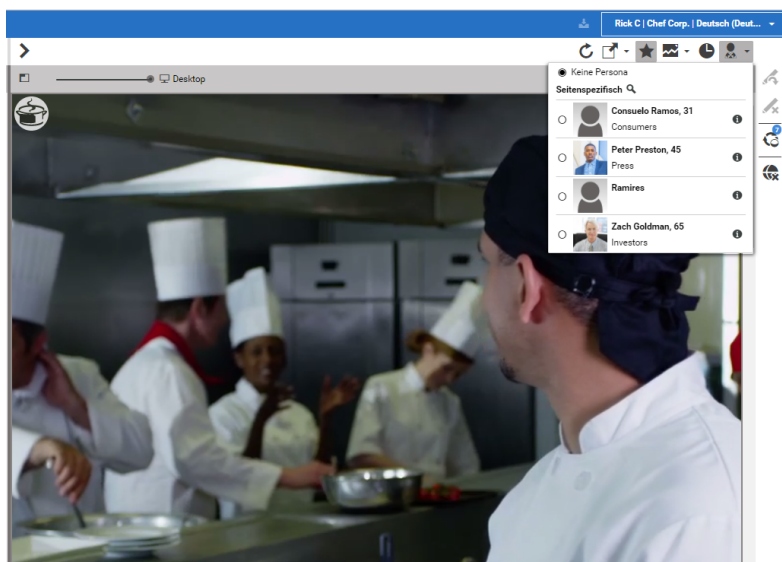 Rick C | Chef Corp. | Deutsch (Deut...
Desktop
Keine Persona
Seitenspezifisch
Consuelo Ramos, 31
Consumers
Peter Preston, 45
Press
Ramires
Zach Goldman, 65
Investors
7